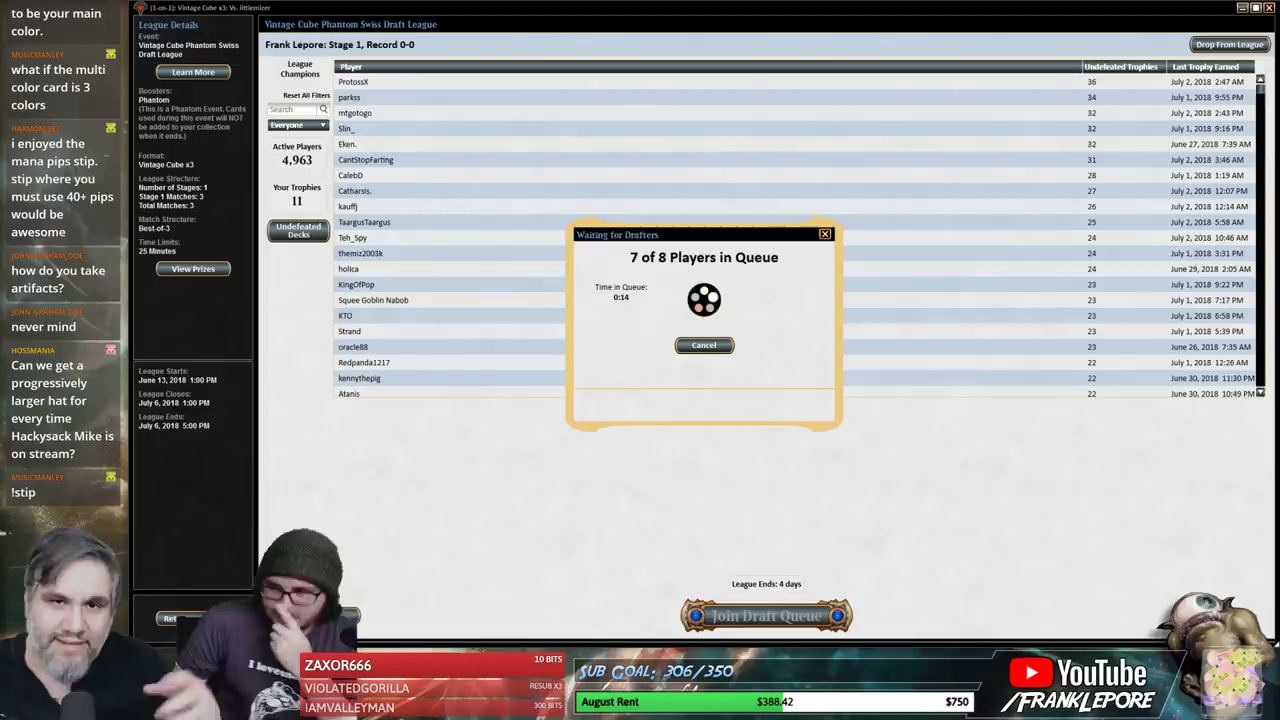 to be your main
color.
MUSICMANLEY
what if the multi
color card is 3
colors
i enjoyed the
mana pips stip.
stip where you
must use 40+ pips
would be
awesome
JOHN_GRAHAM_DOE
how do you take
artifacts?
JOHN_GRAHAM_DOE
never mind
HOSSMANIA
Can we get a
progressively
larger hat for
every time
Hackysack Mike is
on stream?
MUSICMANLEY
!stip
(1-on-1): Vintage Cube x3: Vs. littlemizer
League Details
Event:
Vintage Cube Phantom Swiss
Draft League
Learn More
Boosters:
Phantom
(This is a Phantom Event. Cards
used during this event will NOT
be added to your collection
when it ends.)
Format:
Vintage Cube x3
League Structure:
Number of Stages: 1
Stage 1 Matches: 3
Total Matches: 3
Match Structure:
Best-of-3
Time Limits:
25 Minutes
View Prizes
League Starts:
June 13, 2018 1:00 PM
League Closes:
July 6, 2018 1:00 PM
League Ends:
July 6, 2018 5:00 PM
Vintage Cube Phantom Swiss Draft League
Frank Lepore: Stage 1, Record 0-0
Drop From League
League
Champions
Reset All Filters
Search
Everyone
Active Players
4,963
Your Trophies
11
Undefeated
Decks
Player Undefeated Trophies Last Trophy Earned
ProtossX 36 July 2, 2018 2:47 AM
parkss 34 July 1, 2018 9:55 PM
mtgotogo 32 July 2, 2018 2:43 PM
Slin_ 32 July 1, 2018 9:16 PM
Eken. 32 June 27, 2018 7:39 AM
CantStopFarting 31 July 2, 2018 3:46 AM
CalebD 28 July 1, 2018 1:19 AM
Catharsis. 27 July 2, 2018 12:07 PM
kauffj 26 July 2, 2018 12:14 AM
TaargusTaargus 25 July 2, 2018 5:58 AM
Teh_Spy 24 July 2, 2018 10:46 AM
themiz2003k 24 July 1, 2018 3:31 PM
holica 24 June 29, 2018 2:05 AM
KingOfPop 23 July 1, 2018 9:22 PM
Squee Goblin Nabob 23 July 1, 2018 7:17 PM
KTO 23 July 1, 2018 6:58 PM
Strand 23 July 1, 2018 5:39 PM
oracle88 23 June 26, 2018 7:35 AM
Redpanda1217 22 July 1, 2018 12:26 AM
kennythepig 22 June 30, 2018 11:30 PM
Atanis 22 June 30, 2018 10:49 PM
Waiting for Drafters
7 of 8 Players in Queue
Time in Queue:
0:14
Cancel
League Ends: 4 days
Join Draft Queue
ZAXOR666 10 BITS
VIOLATEDGORILLA RESUB X3
IAMVALLEYMAN 300 BITS
SUB GOAL: 306/350
August Rent $388.42 $750
YouTube
/FRANKLEPORE